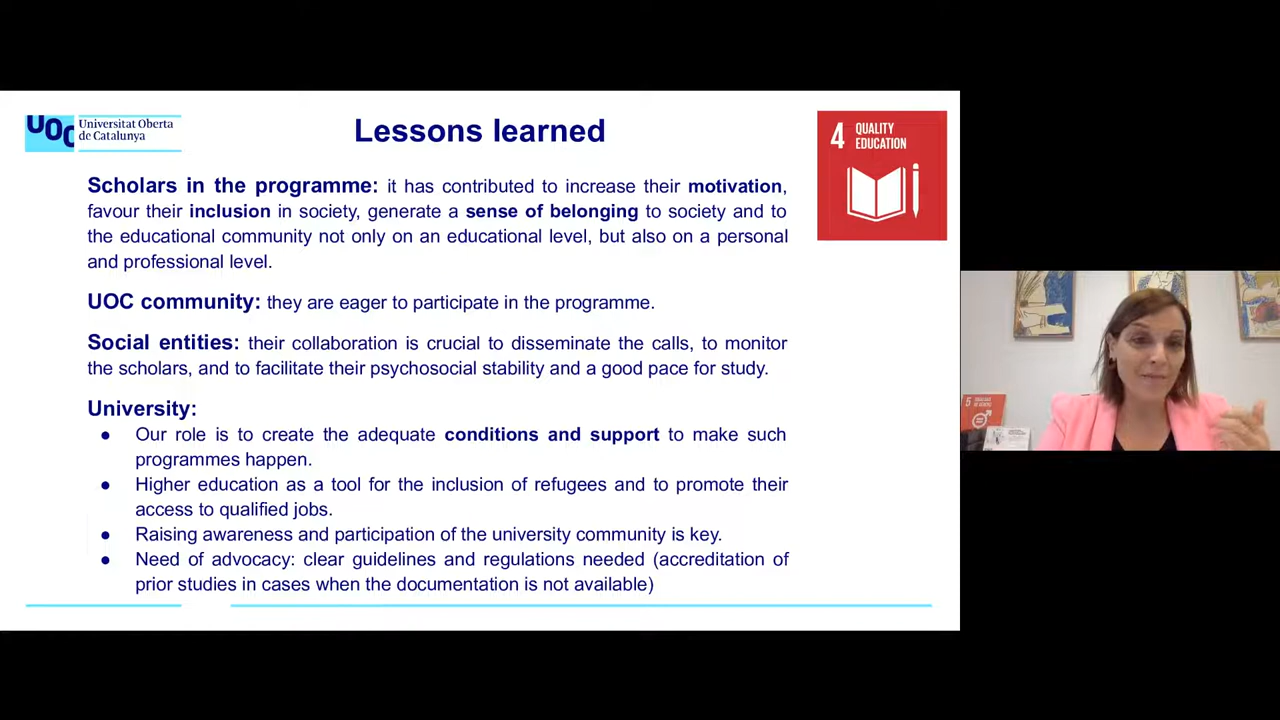 UOC
Universitat Oberta
de Catalunya
Lessons learned
4 QUALITY
EDUCATION
Scholars in the programme: it has contributed to increase their motivation,
favour their inclusion in society, generate a sense of belonging to society and to
the educational community not only on an educational level, but also on a personal
and professional level.
UOC community: they are eager to participate in the programme.
Social entities: their collaboration is crucial to disseminate the calls, to monitor
the scholars, and to facilitate their psychosocial stability and a good pace for study.
University:
● Our role is to create the adequate conditions and support to make such
programmes happen.
● Higher education as a tool for the inclusion of refugees and to promote their
access to qualified jobs.
● Raising awareness and participation of the university community is key.
● Need of advocacy: clear guidelines and regulations needed (accreditation of
prior studies in cases when the documentation is not available)
5